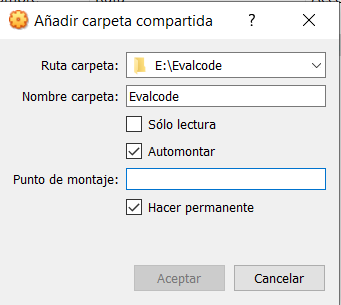 Añadir carpeta compartida
Ruta carpeta: E:\Evalcode
Nombre carpeta: Evalcode
Sólo lectura
Automontar
Punto de montaje:
Hacer permanente
Aceptar Cancelar